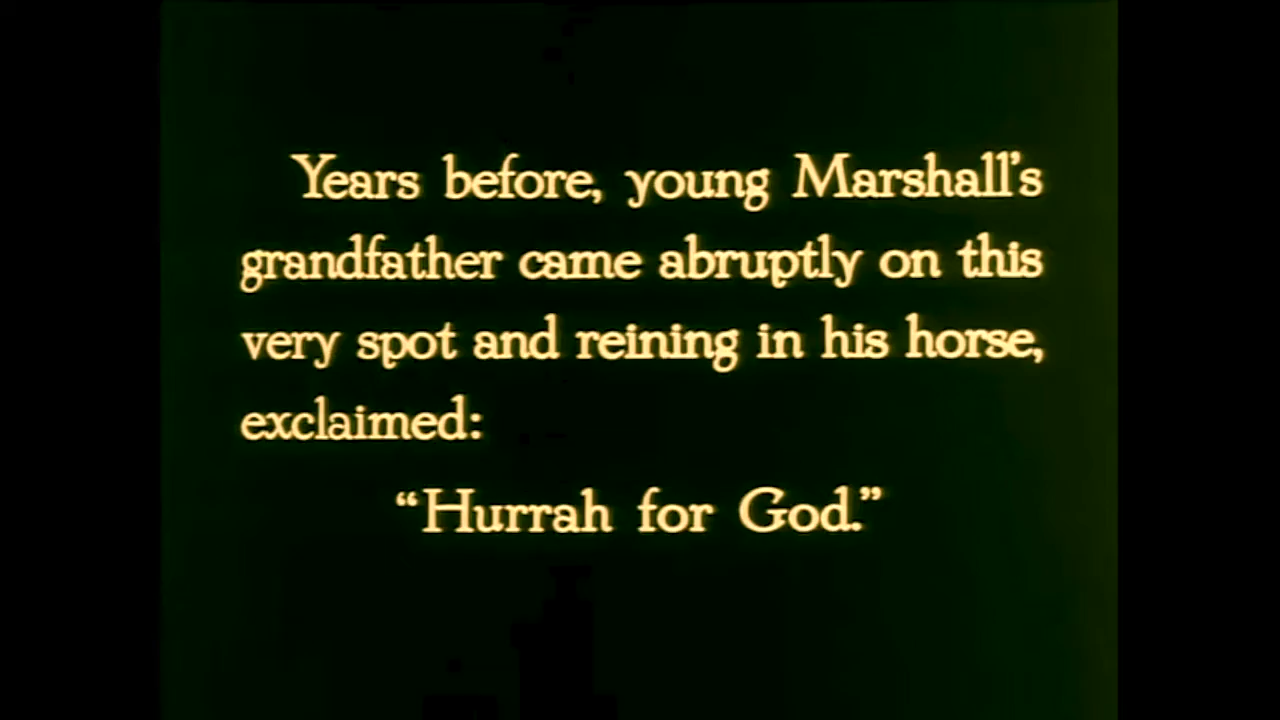 Years before, young Marshall's
grandfather came abruptly on this
very spot and reining in his horse,
exclaimed:
“Hurrah for God.”